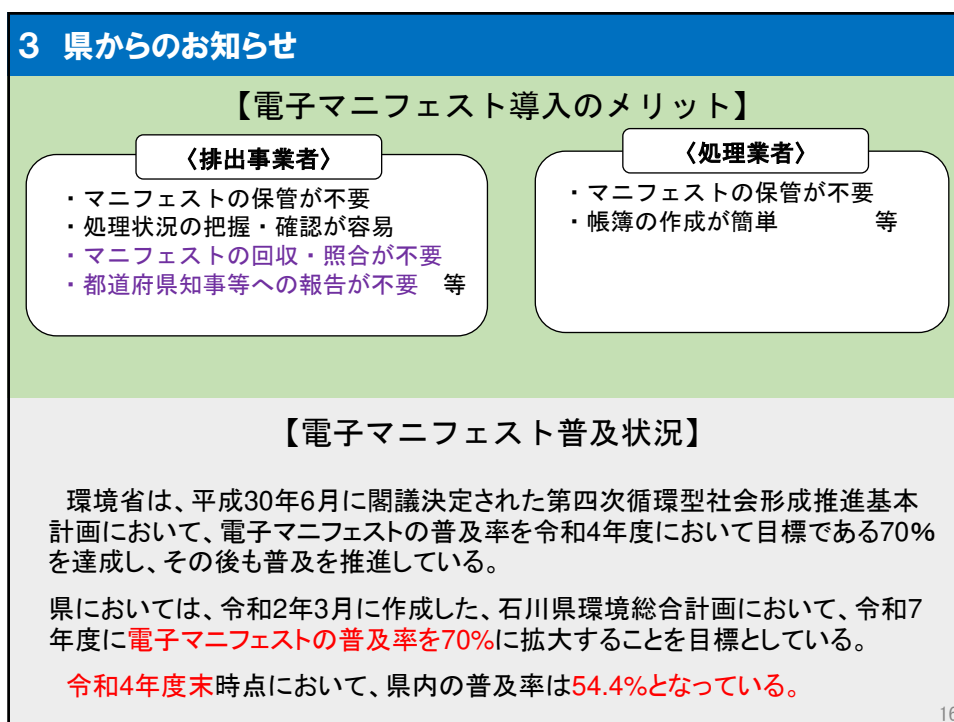 3 県からのお知らせ
【電子マニフェスト導入のメリット】
〈排出事業者〉
・マニフェストの保管が不要
・処理状況の把握・確認が容易
・マニフェストの回収・照合が不要
・都道府県知事等への報告が不要 等
〈処理業者〉
・マニフェストの保管が不要
・帳簿の作成が簡単 等
【電子マニフェスト普及状況】
環境省は、平成30年6月に閣議決定された第四次循環型社会形成推進基本
計画において、電子マニフェストの普及率を令和4年度において目標である70%
を達成し、その後も普及を推進している。
県においては、令和2年3月に作成した、石川県環境総合計画において、令和7
年度に電子マニフェストの普及率を70%に拡大することを目標としている。
令和4年度末時点において、県内の普及率は54.4%となっている。
16